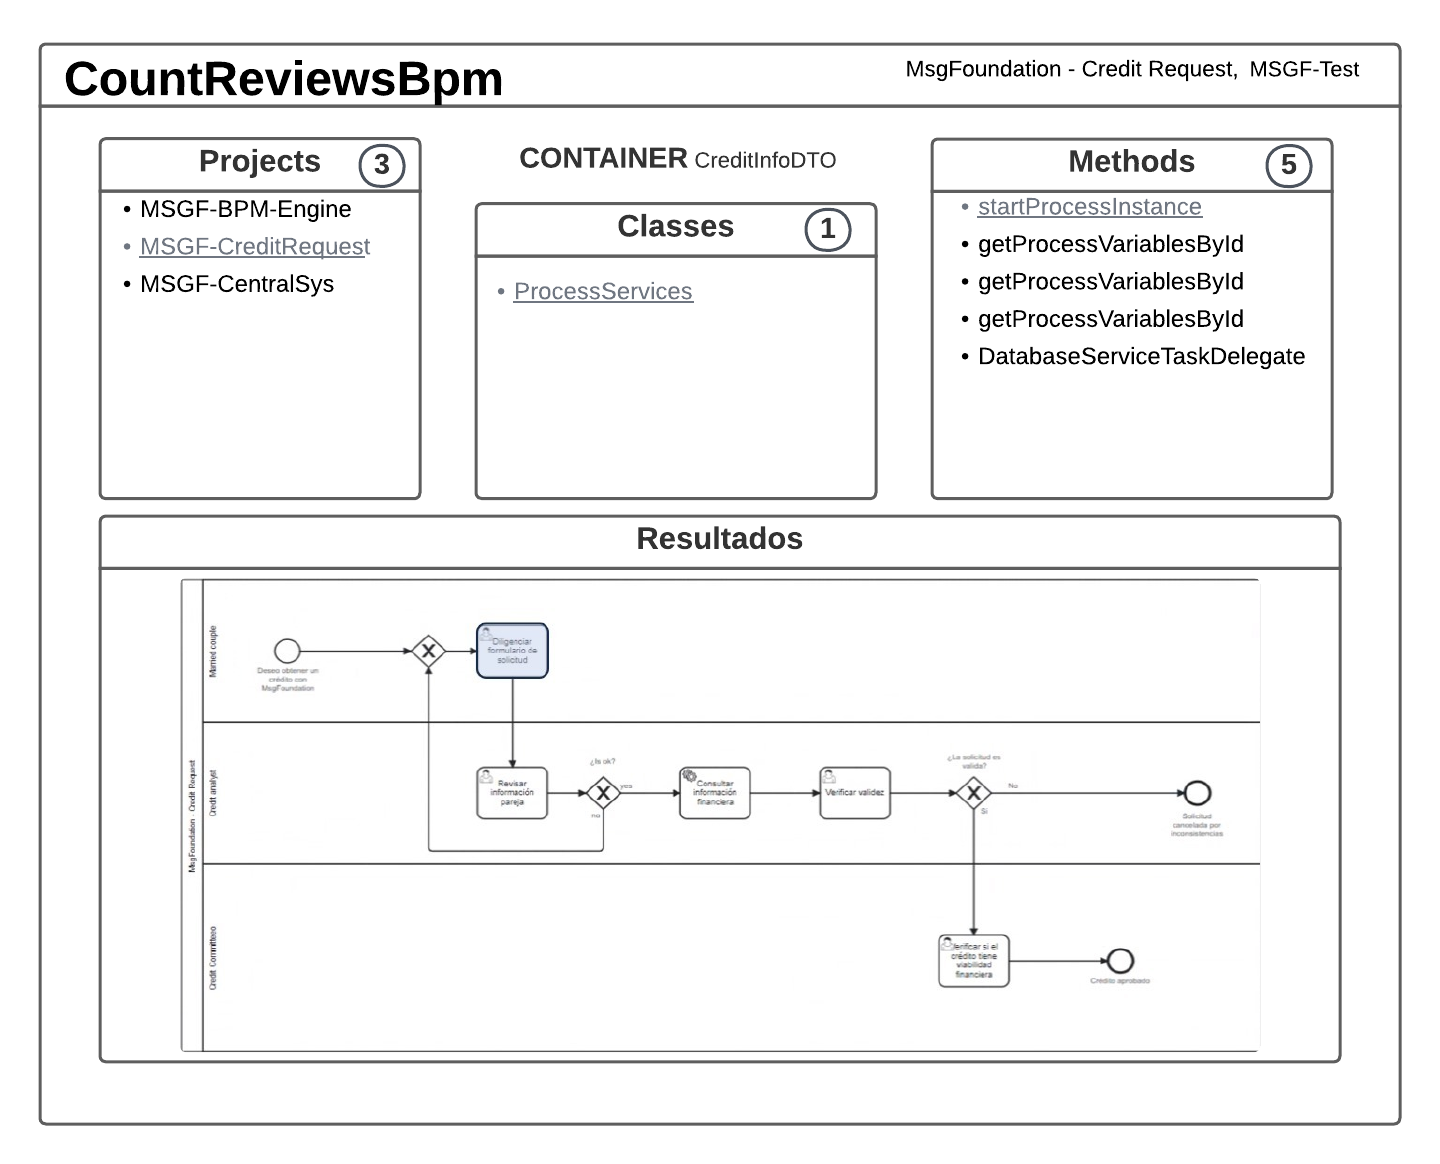 CountReviewsBpm
MsgFoundation - Credit Request, MSGF-Test
Projects
3
• MSGF-BPM-Engine
• MSGF-CreditRequest
• MSGF-CentralSys
CONTAINER CreditInfoDTO
Classes
1
• ProcessServices
Methods
5
• startProcessInstance
• getProcessVariablesById
• getProcessVariablesById
• getProcessVariablesById
• DatabaseServiceTaskDelegate
Resultados
MsgFoundation - Credit Request
Married couple
Deseo obtener un
crédito con
MsgFoundation
X
Diligenciar
formulario de
solicitud
Credit analyst
Revisar
información
pareja
¿Is ok?
X
yes
no
Consultar
información
financiera
Verificar validez
¿La solicitud es
valida?
X
No
Si
Solicitud
cancelada por
inconsistencias
Credit Committee
Verificar si el
crédito tiene
viabilidad
financiera
Crédito aprobado